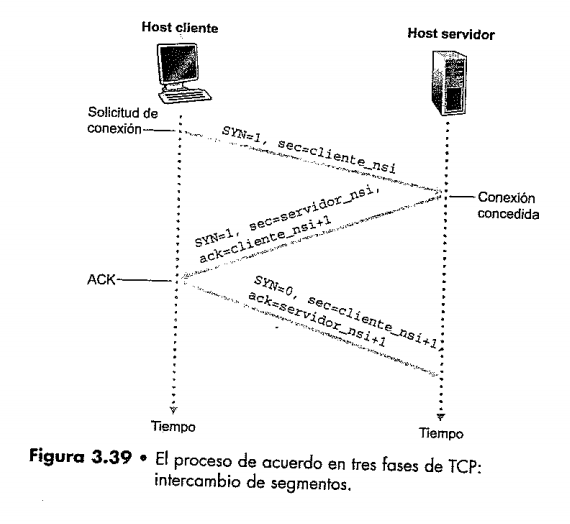 Host cliente
Host servidor
Solicitud de
conexión
SYN=1, sec=cliente_nsi
Conexión
concedida
SYN=1, sec=servidor_nsi,
ack=cliente_nsi+1
ACK
SYN=0, sec=cliente_nsi+1,
ack=servidor_nsi+1
Tiempo
Tiempo
Figura 3.39 • El proceso de acuerdo en tres fases de TCP:
intercambio de segmentos.